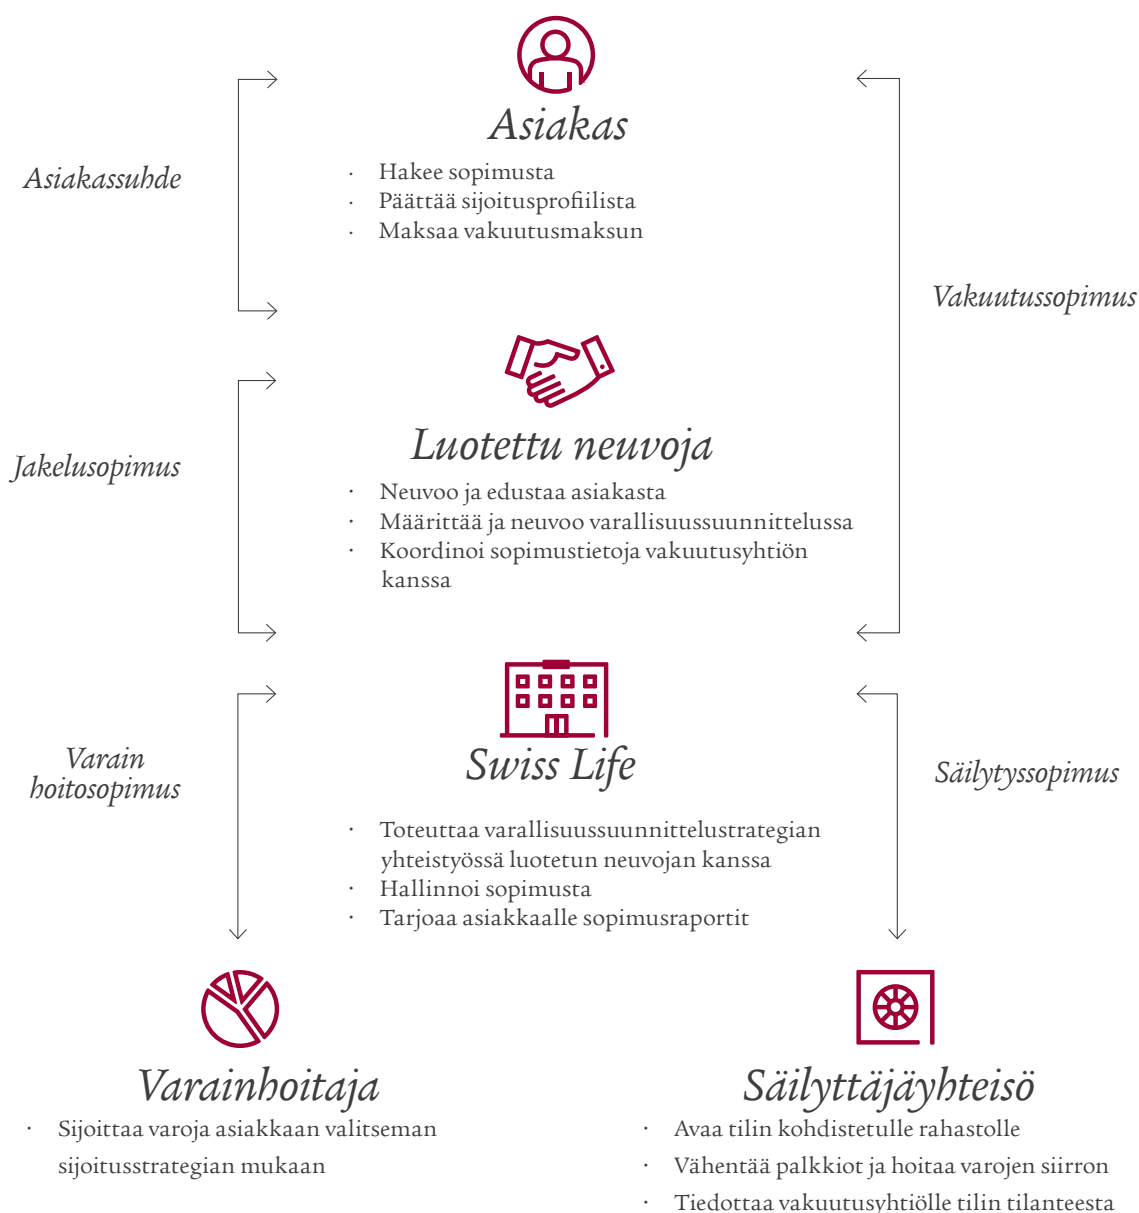 Asiakas
Asiakassuhde
· Hakee sopimusta
· Päättää sijoitusprofiilista
· Maksaa vakuutusmaksun
Vakuutussopimus
Luotettu neuvoja
Jakelusopimus
· Neuvoo ja edustaa asiakasta
· Määrittää ja neuvoo varallisuussuunnittelussa
· Koordinoi sopimustietoja vakuutusyhtiön
kanssa
Swiss Life
Varain
hoitosopimus
Säilytyssopimus
· Toteuttaa varallisuussuunnittelustrategian
yhteistyössä luotetun neuvojan kanssa
· Hallinnoi sopimusta
· Tarjoaa asiakkaalle sopimusraportit
Varainhoitaja
· Sijoittaa varoja asiakkaan valitseman
sijoitusstrategian mukaan
Säilyttäjäyhteisö
· Avaa tilin kohdistetulle rahastolle
· Vähentää palkkiot ja hoitaa varojen siirron
· Tiedottaa vakuutusyhtiölle tilin tilanteesta